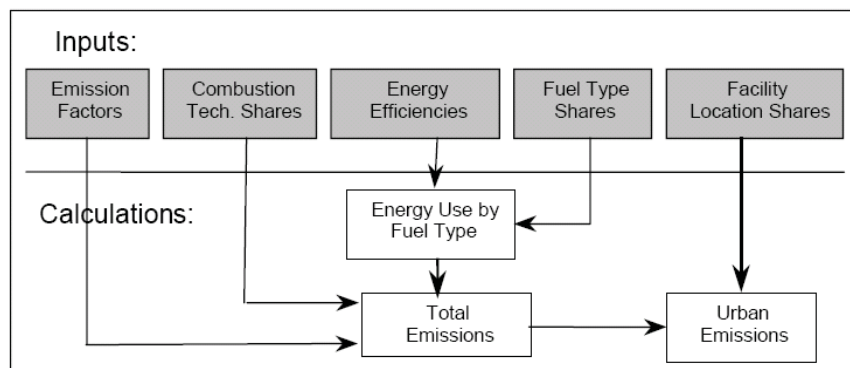 Inputs:
Emission
Factors
Combustion
Tech. Shares
Energy
Efficiencies
Fuel Type
Shares
Facility
Location Shares
Calculations:
Energy Use by
Fuel Type
Total
Emissions
Urban
Emissions